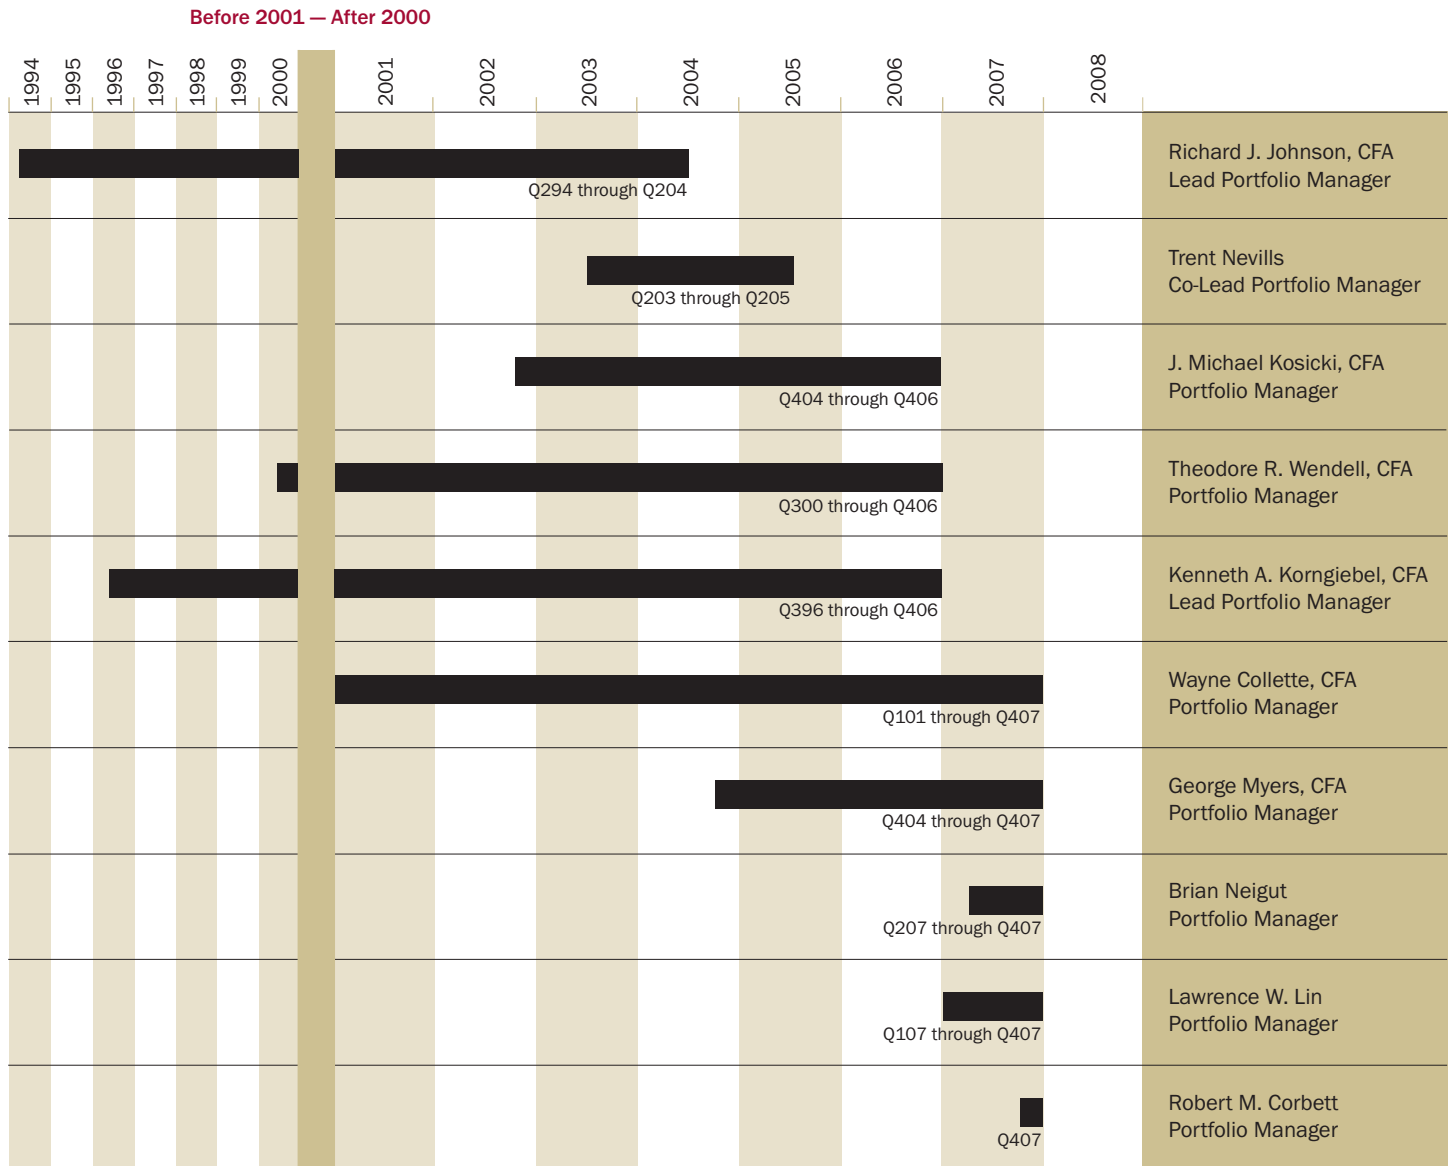 Before 2001 — After 2000
1994 1995 1996 1997 1998 1999 2000 2001 2002 2003 2004 2005 2006 2007 2008
Richard J. Johnson, CFA
Lead Portfolio Manager
Q294 through Q204
Trent Nevills
Co-Lead Portfolio Manager
Q203 through Q205
J. Michael Kosicki, CFA
Portfolio Manager
Q404 through Q406
Theodore R. Wendell, CFA
Portfolio Manager
Q300 through Q406
Kenneth A. Korngiebel, CFA
Lead Portfolio Manager
Q396 through Q406
Wayne Collette, CFA
Portfolio Manager
Q101 through Q407
George Myers, CFA
Portfolio Manager
Q404 through Q407
Brian Neigut
Portfolio Manager
Q207 through Q407
Lawrence W. Lin
Portfolio Manager
Q107 through Q407
Robert M. Corbett
Portfolio Manager
Q407